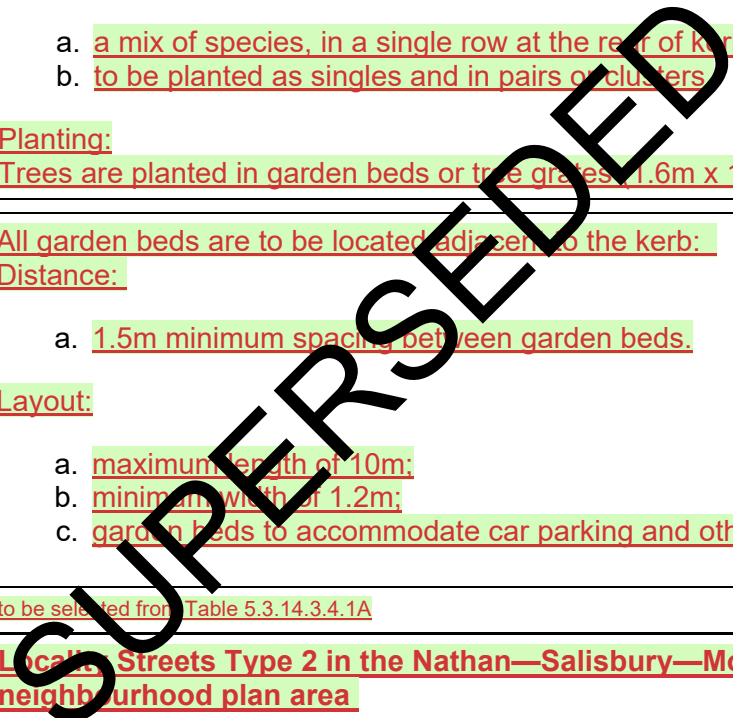 a. a mix of species, in a single row at the rear of
b. to be planted as singles and in pairs or clusters
Planting:
Trees are planted in garden beds or tree grates (1.6m x
All garden beds are to be located adjacent to the kerb:
Distance:
a. 1.5m minimum spacing between garden beds.
Layout:
a. maximum length of 10m;
b. minimum width of 1.2m;
c. garden beds to accommodate car parking and
to be selected from Table 5.3.14.3.4.1A
Locality Streets Type 2 in the Nathan—Salisbury—
neighbourhood plan area
SUPERSEDED